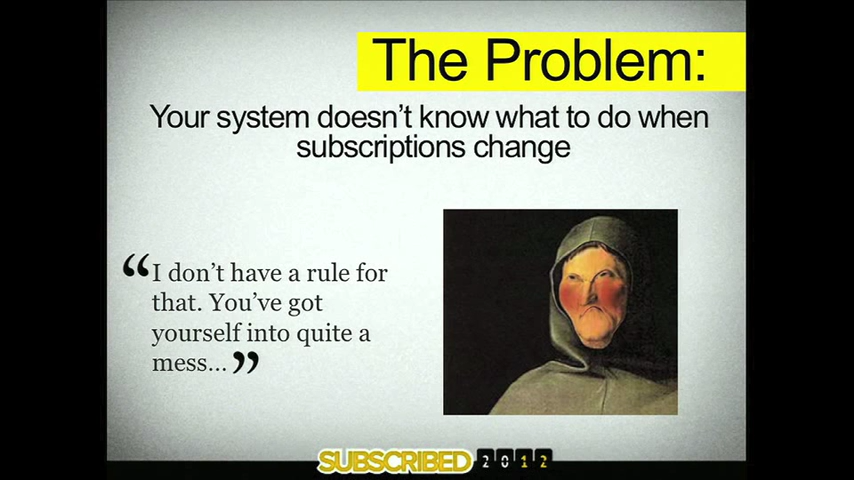 The Problem:
Your system doesn’t know what to do when
subscriptions change
“I don’t have a rule for
that. You’ve got
yourself into quite a
mess...”
SUBSCRIBED 2012